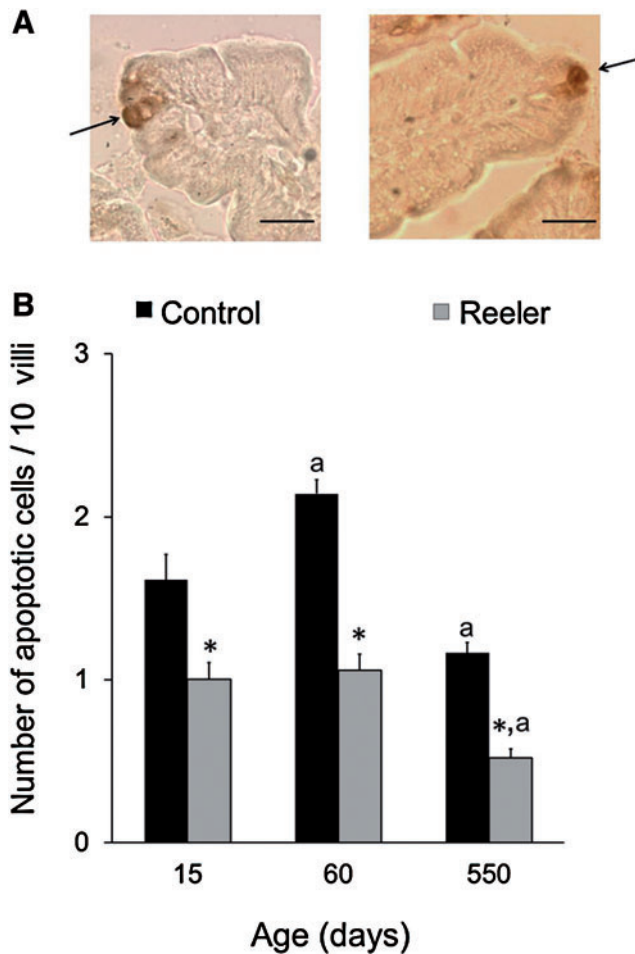 A
B
Control
Reeler
Number of apoptotic cells / 10 villi
3
2
1
0
a
a
*
*
*,a
15
60
550
Age (days)